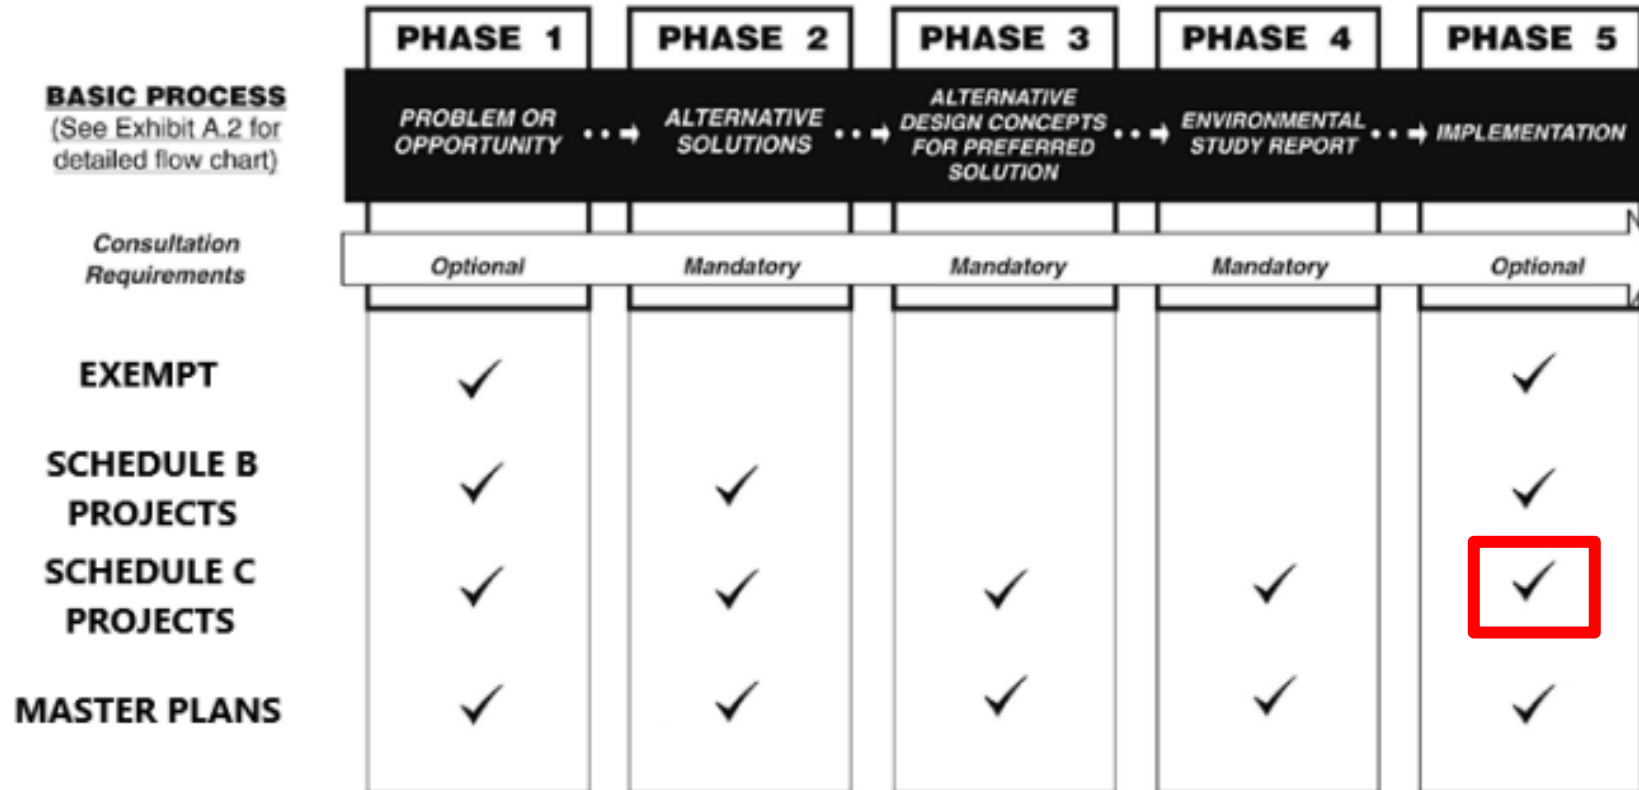 PHASE 1 PHASE 2 PHASE 3 PHASE 4 PHASE 5
BASIC PROCESS
(See Exhibit A.2 for
detailed flow chart)
PROBLEM OR
OPPORTUNITY
ALTERNATIVE
SOLUTIONS
ALTERNATIVE
DESIGN CONCEPTS
FOR PREFERRED
SOLUTION
ENVIRONMENTAL
STUDY REPORT
IMPLEMENTATION
Consultation
Requirements
Optional Mandatory Mandatory Mandatory Optional
EXEMPT
SCHEDULE B
PROJECTS
SCHEDULE C
PROJECTS
MASTER PLANS